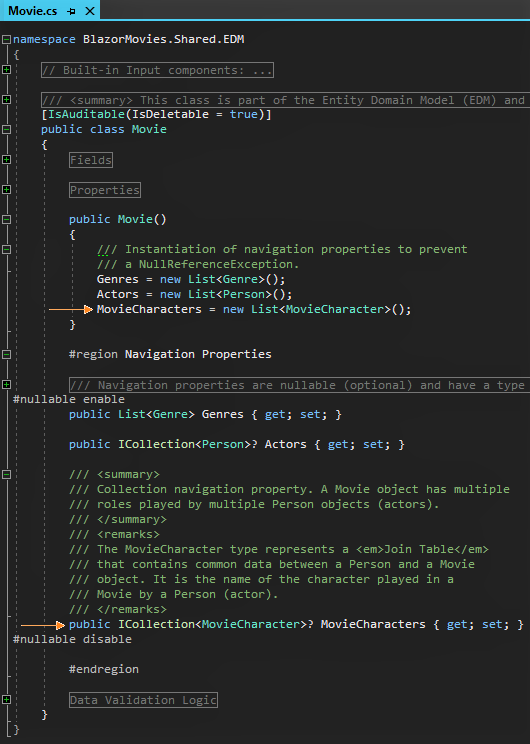 Movie.cs
namespace BlazorMovies.Shared.EDM
{
// Built-in Input components: ...
/// <summary> This class is part of the Entity Domain Model (EDM) and
[IsAuditable(IsDeletable = true)]
public class Movie
{
Fields
Properties
public Movie()
{
/// Instantiation of navigation properties to prevent
/// a NullReferenceException.
Genres = new List<Genre>();
Actors = new List<Person>();
MovieCharacters = new List<MovieCharacter>();
}
#region Navigation Properties
/// Navigation properties are nullable (optional) and have a type
#nullable enable
public List<Genre> Genres { get; set; }
public ICollection<Person>? Actors { get; set; }
/// <summary>
/// Collection navigation property. A Movie object has multiple
/// roles played by multiple Person objects (actors).
/// </summary>
/// <remarks>
/// The MovieCharacter type represents a <em>Join Table</em>
/// that contains common data between a Person and a Movie
/// object. It is the name of the character played in a
/// Movie by a Person (actor).
/// </remarks>
public ICollection<MovieCharacter>? MovieCharacters { get; set; }
#nullable disable
#endregion
Data Validation Logic
}
}